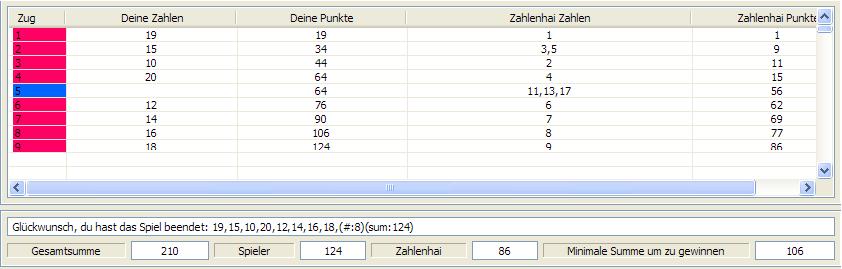 Zug Deine Zahlen Deine Punkte Zahlenhai Zahlen Zahlenhai Punkte
1 19 19 1 1
2 15 34 3,5 9
3 10 44 2 11
4 20 64 4 15
5 64 11,13,17 56
6 12 76 6 62
7 14 90 7 69
8 16 106 8 77
9 18 124 9 86
Glückwunsch, du hast das Spiel beendet: 19,15,10,20,12,14,16,18,(#:8)(sum:124)
Gesamtsumme 210 Spieler 124 Zahlenhai 86 Minimale Summe um zu gewinnen 106